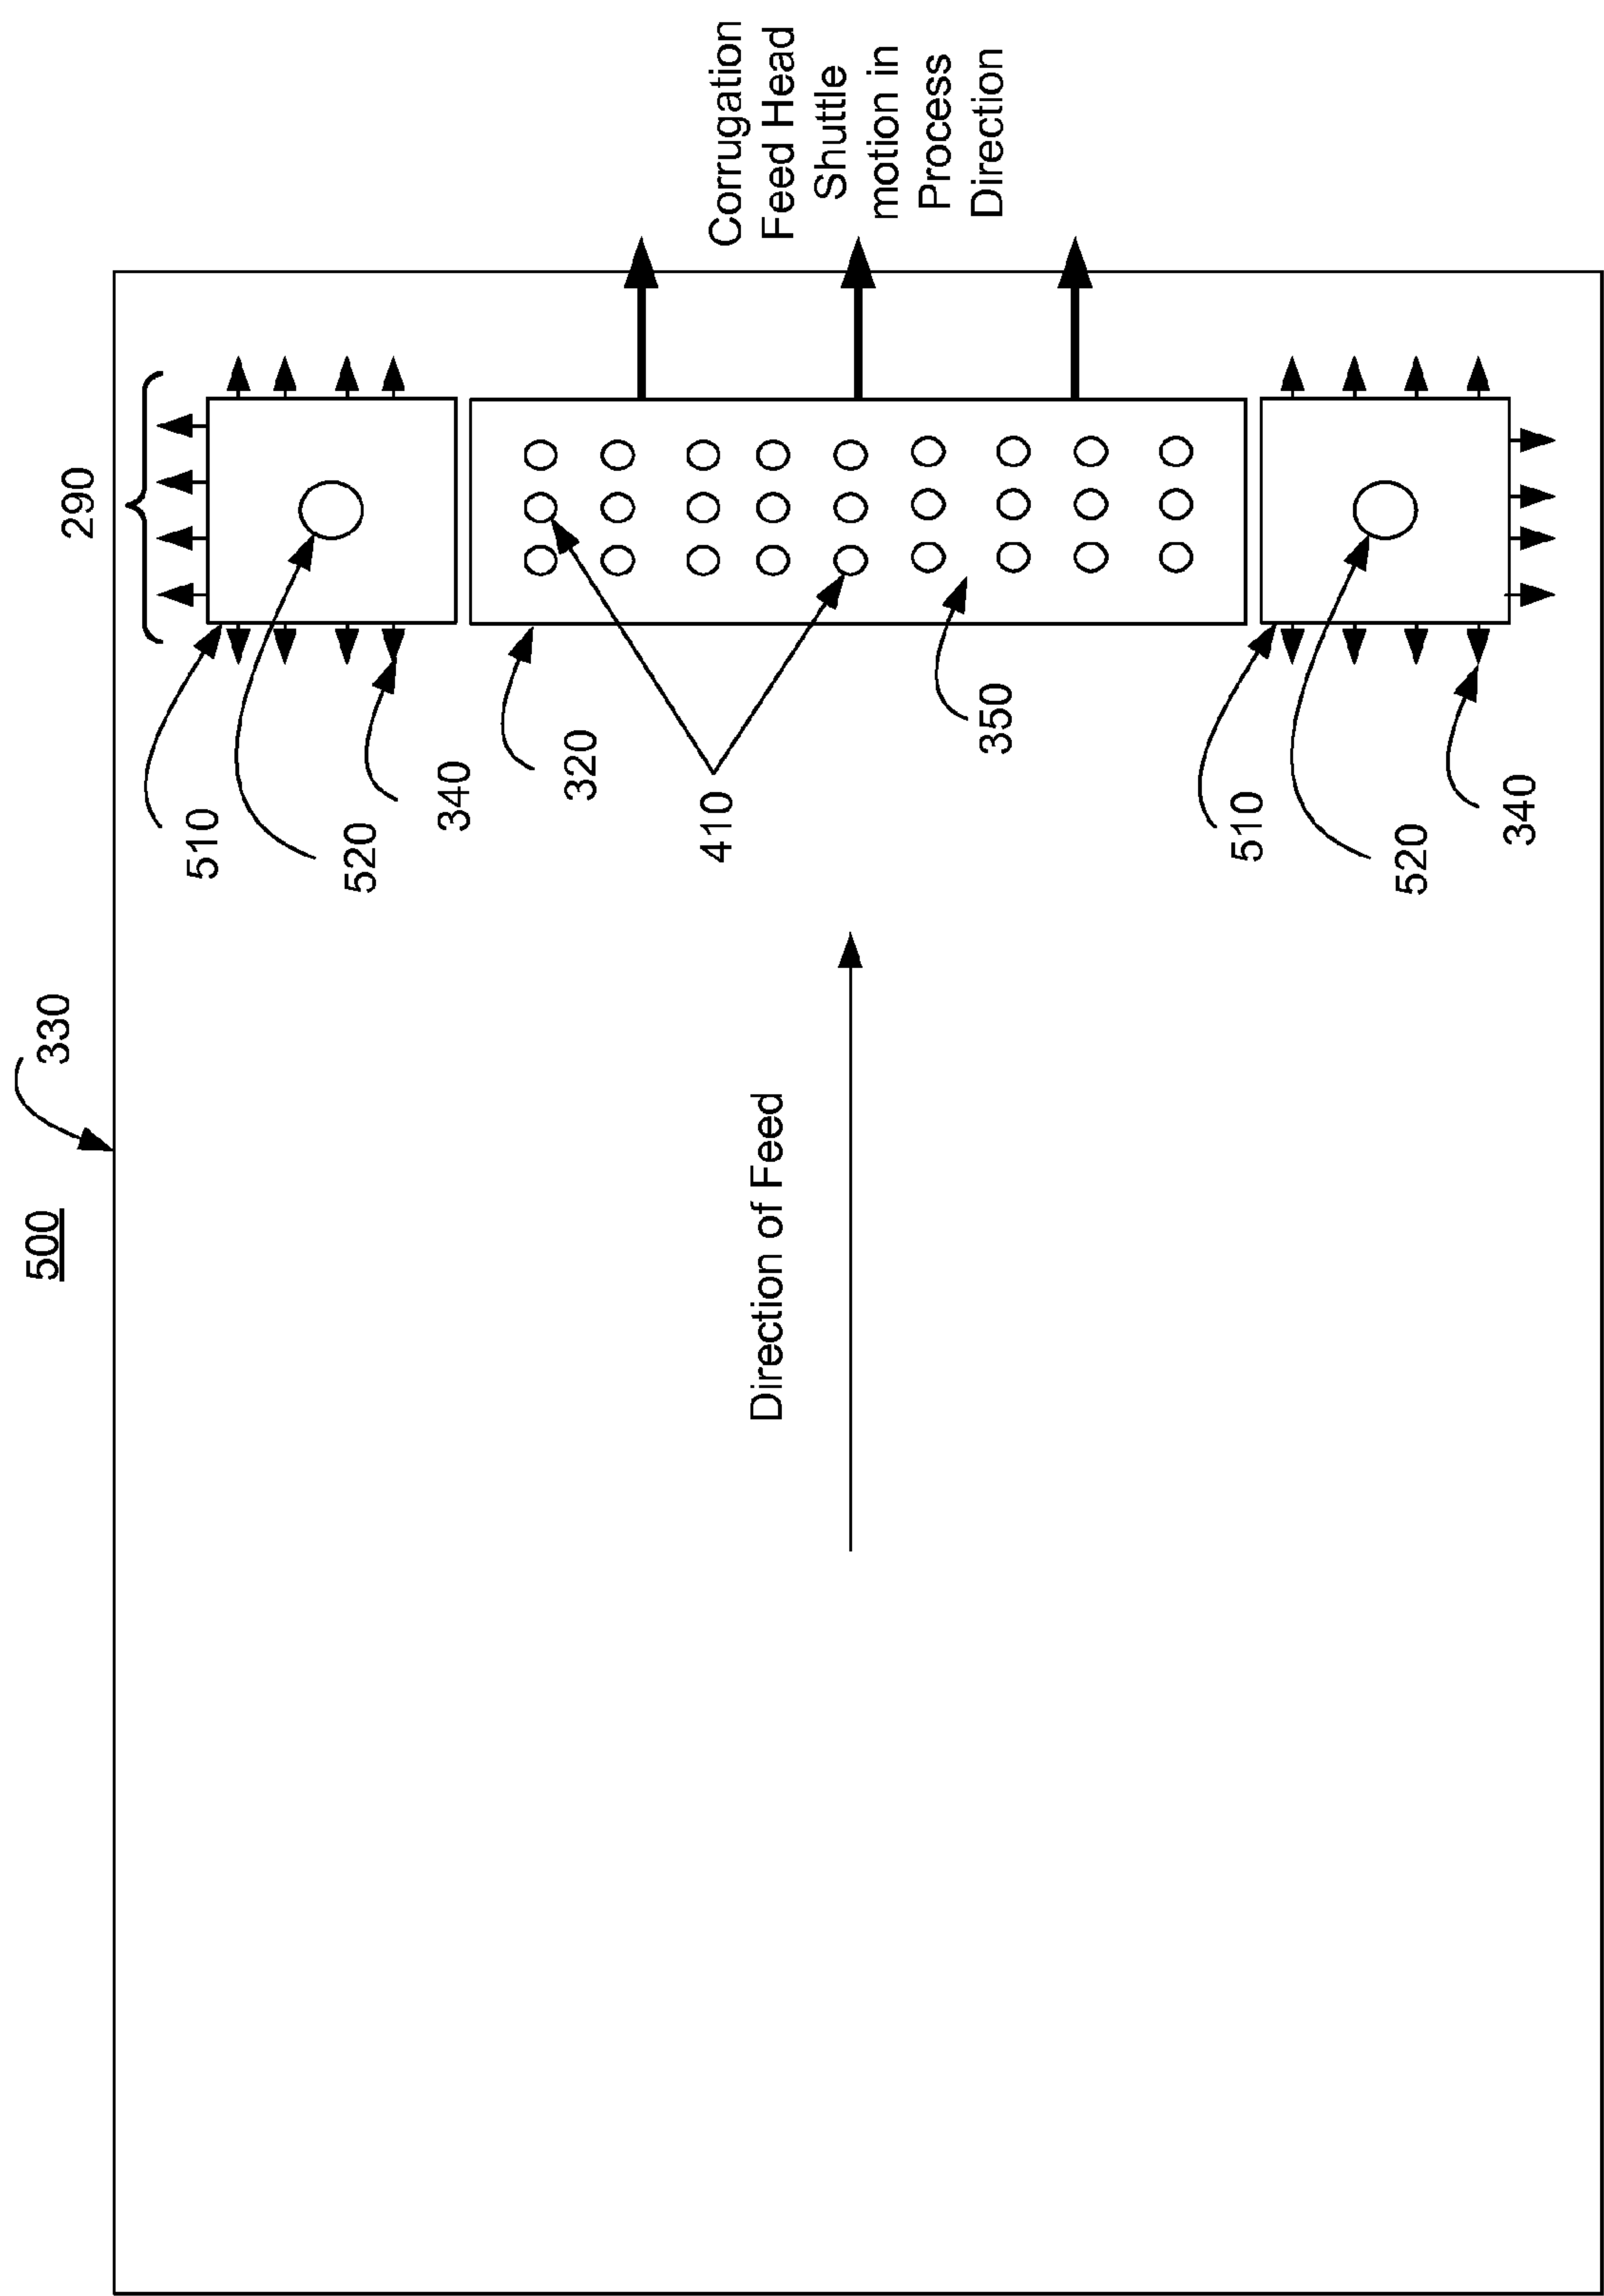 500
330
290
510
520
340
320
410
350
510
520
340
Direction of Feed
Corrugation
Feed Head
Shuttle
motion in
Process
Direction